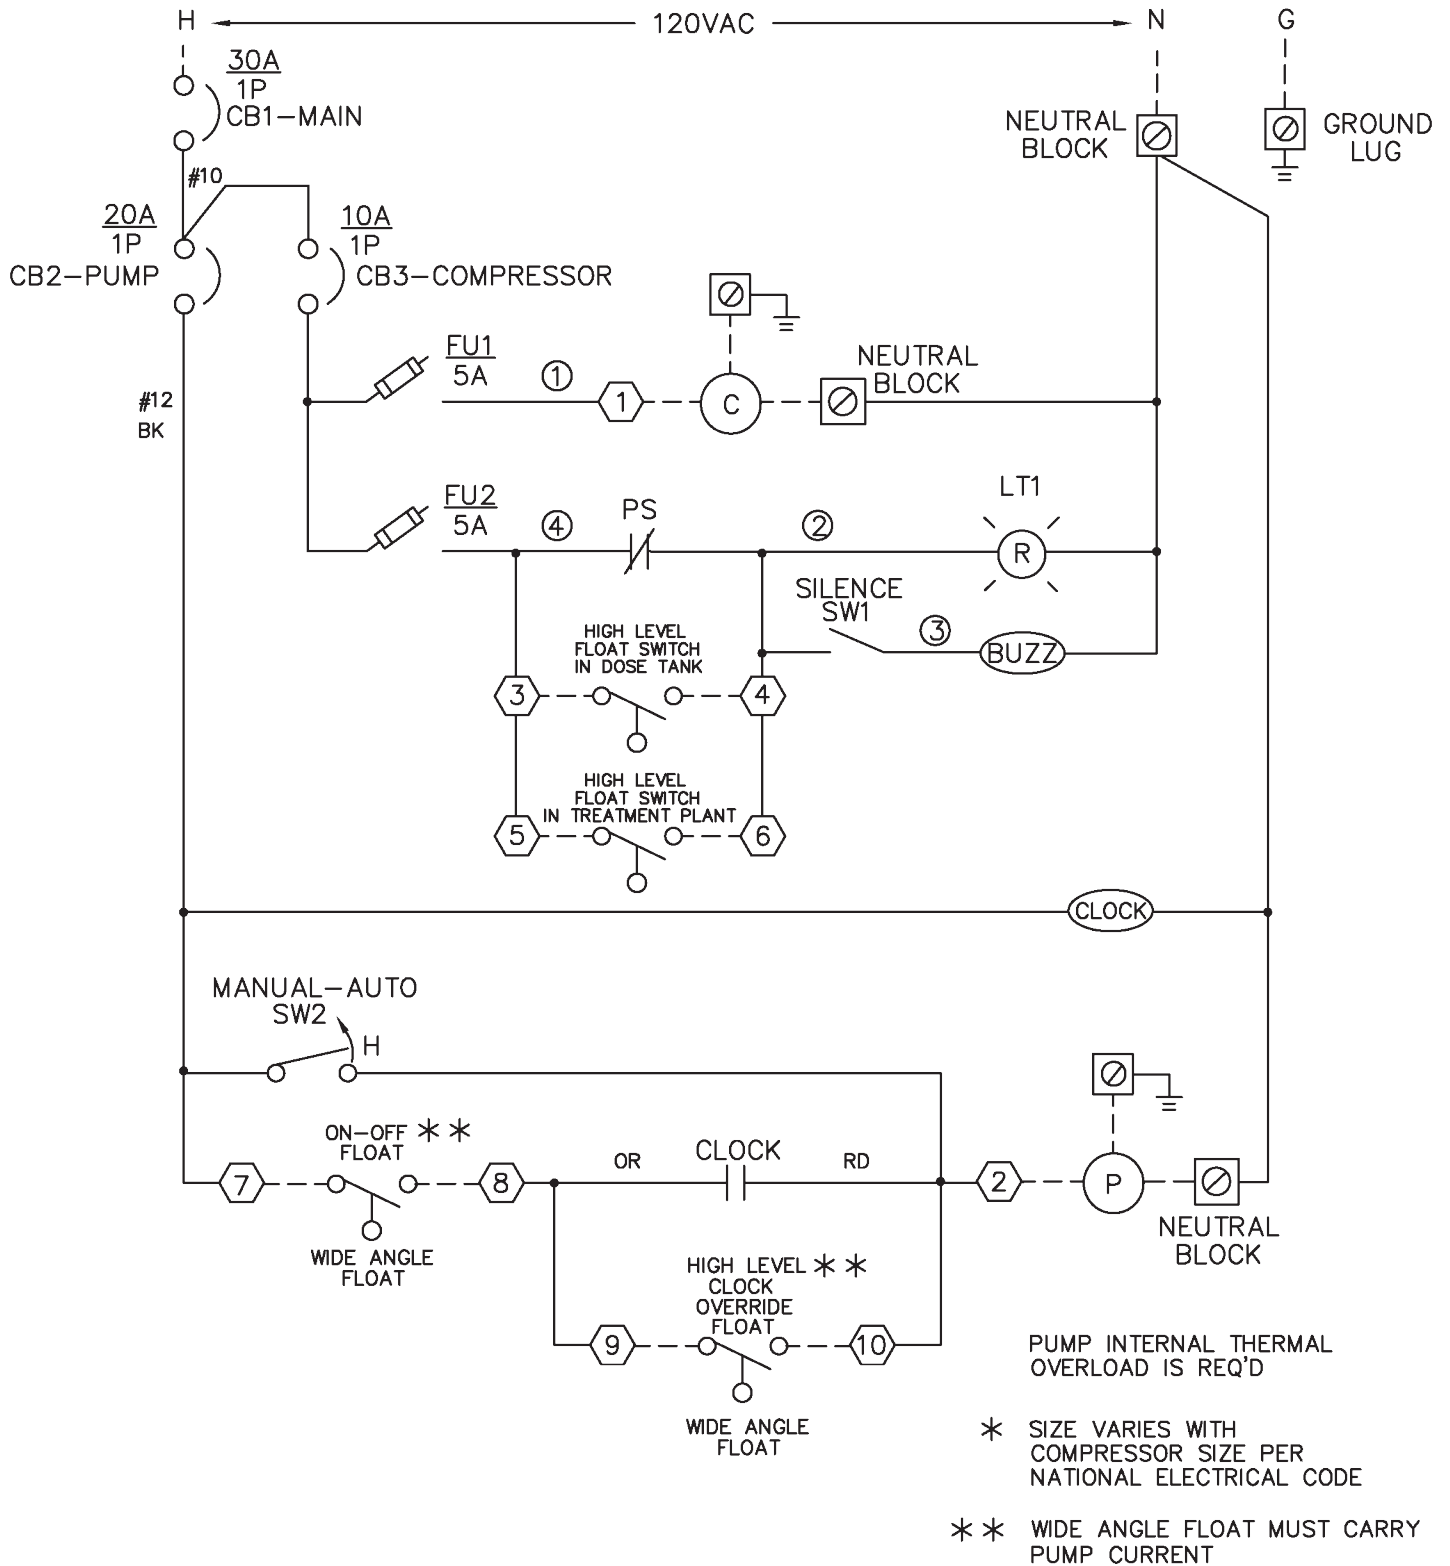 H 120VAC N G
30A
1P
CB1-MAIN
NEUTRAL
BLOCK
GROUND
LUG
#10
20A
1P
CB2-PUMP
10A
1P
CB3-COMPRESSOR
FU1
5A
1
1
C
NEUTRAL
BLOCK
#12
BK
FU2
5A
4
PS
2
LT1
R
SILENCE
SW1
3
BUZZ
HIGH LEVEL
FLOAT SWITCH
IN DOSE TANK
3
4
HIGH LEVEL
FLOAT SWITCH
IN TREATMENT PLANT
5
6
CLOCK
MANUAL-AUTO
SW2
H
ON-OFF * *
FLOAT
7
8
WIDE ANGLE
FLOAT
OR
CLOCK
RD
2
P
NEUTRAL
BLOCK
HIGH LEVEL * *
CLOCK
OVERRIDE
FLOAT
9
10
WIDE ANGLE
FLOAT
PUMP INTERNAL THERMAL
OVERLOAD IS REQ'D
* SIZE VARIES WITH
COMPRESSOR SIZE PER
NATIONAL ELECTRICAL CODE
* * WIDE ANGLE FLOAT MUST CARRY
PUMP CURRENT